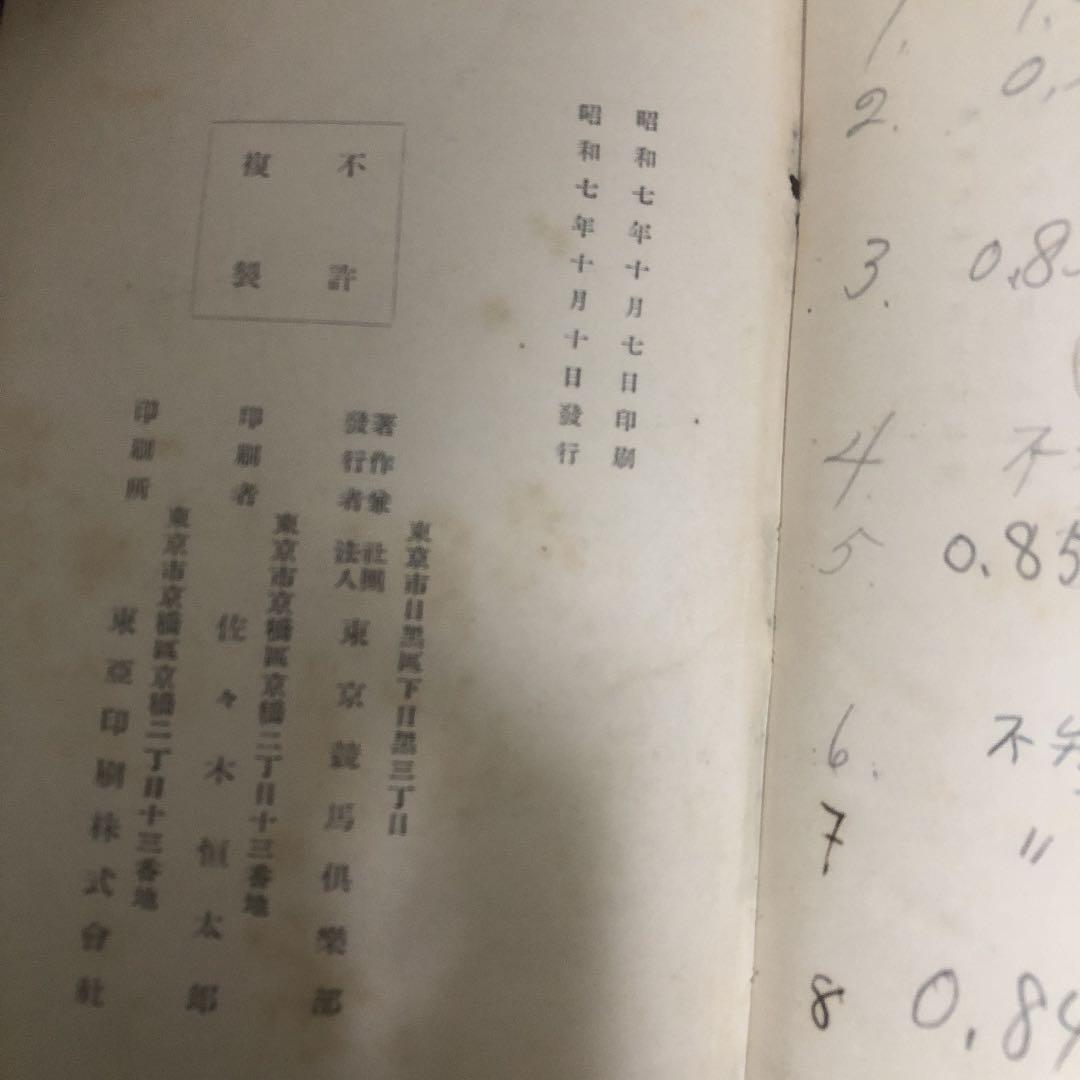 昭和七年十月七日印刷
昭和七年十月十日發行
不許
複製
東京市目黑區下目黑三丁目
著作兼
發行者
社團
法人
東京競馬俱樂部
東京市京橋區京橋二丁目十三番地
印刷者
佐々木恒太郎
東京市京橋區京橋二丁目十三番地
印刷所
東亞印刷株式會社
1.
2. 0.
3. 0.8
4. 不
5. 0.85
6. 不
7 〃
8 0.84